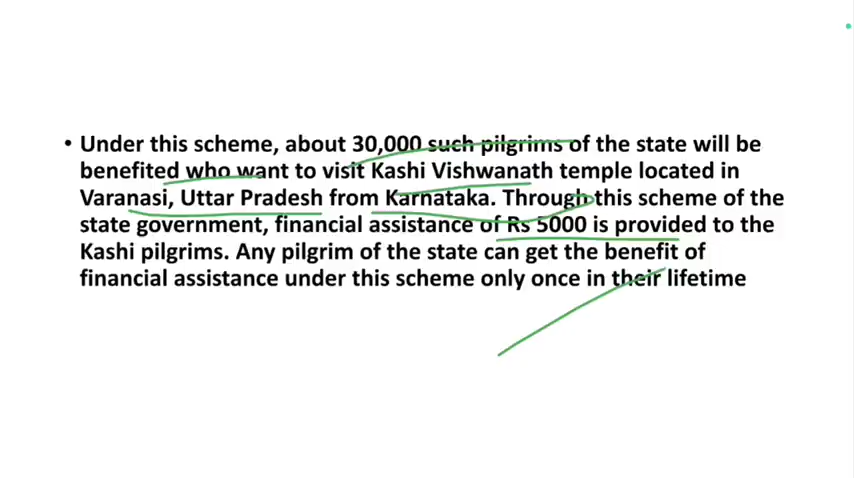 • Under this scheme, about 30,000 such pilgrims of the state will be
benefited who want to visit Kashi Vishwanath temple located in
Varanasi, Uttar Pradesh from Karnataka. Through this scheme of the
state government, financial assistance of Rs 5000 is provided to the
Kashi pilgrims. Any pilgrim of the state can get the benefit of
financial assistance under this scheme only once in their lifetime